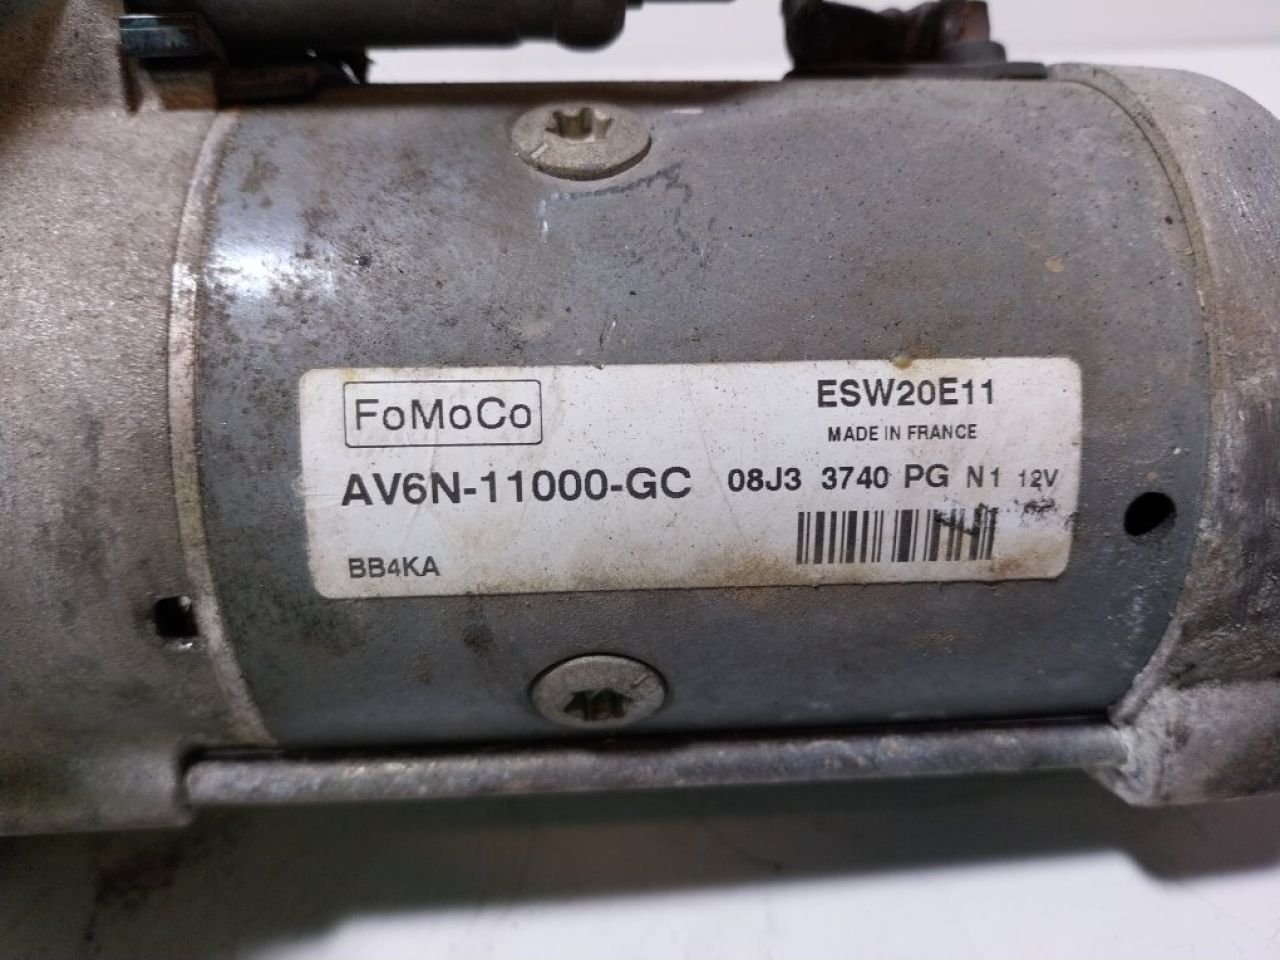 FoMoCo
ESW20E11
MADE IN FRANCE
AV6N-11000-GC 08J3 3740 PG N1 12V
BB4KA